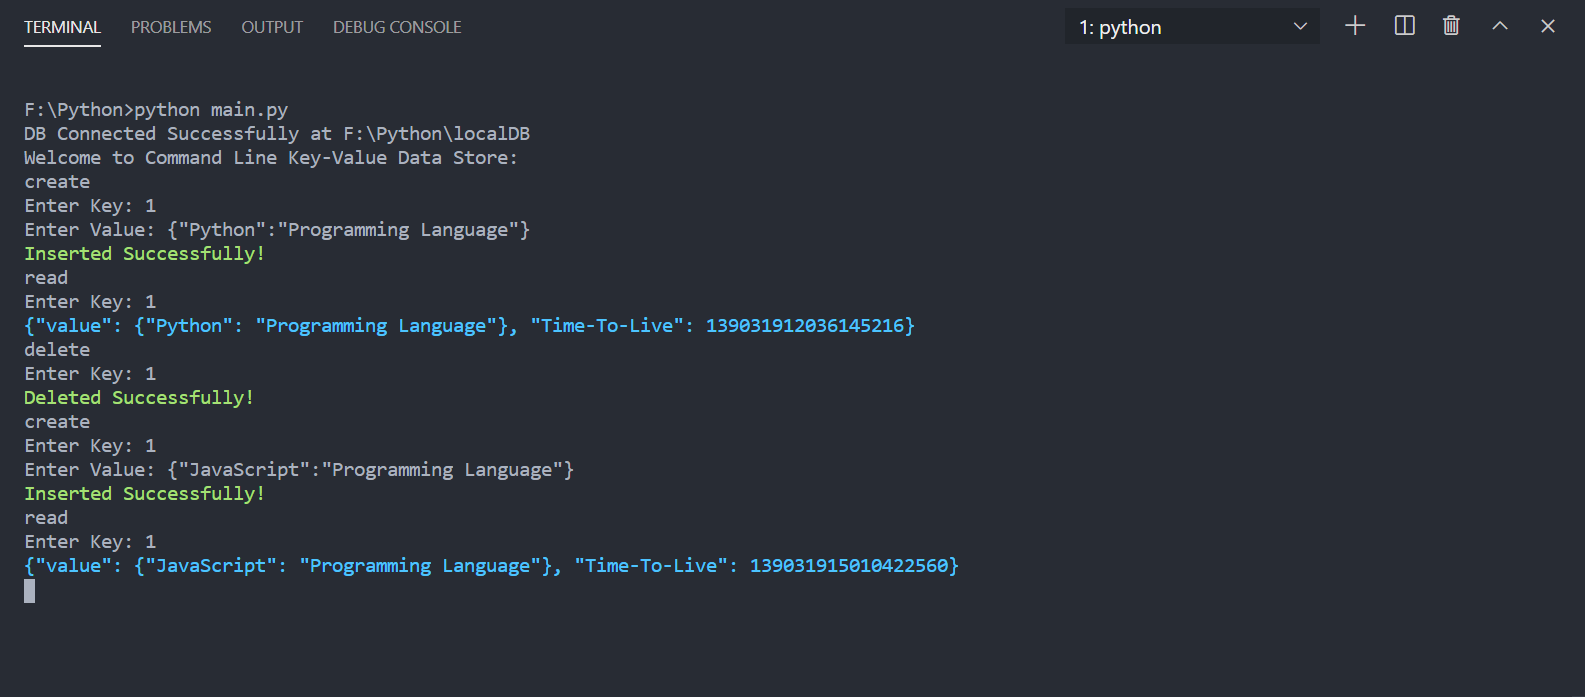 TERMINAL PROBLEMS OUTPUT DEBUG CONSOLE 1: python
F:\Python>python main.py
DB Connected Successfully at F:\Python\localDB
Welcome to Command Line Key-Value Data Store:
create
Enter Key: 1
Enter Value: {"Python":"Programming Language"}
Inserted Successfully!
read
Enter Key: 1
{"value": {"Python": "Programming Language"}, "Time-To-Live": 139031912036145216}
delete
Enter Key: 1
Deleted Successfully!
create
Enter Key: 1
Enter Value: {"JavaScript":"Programming Language"}
Inserted Successfully!
read
Enter Key: 1
{"value": {"JavaScript": "Programming Language"}, "Time-To-Live": 139031915010422560}